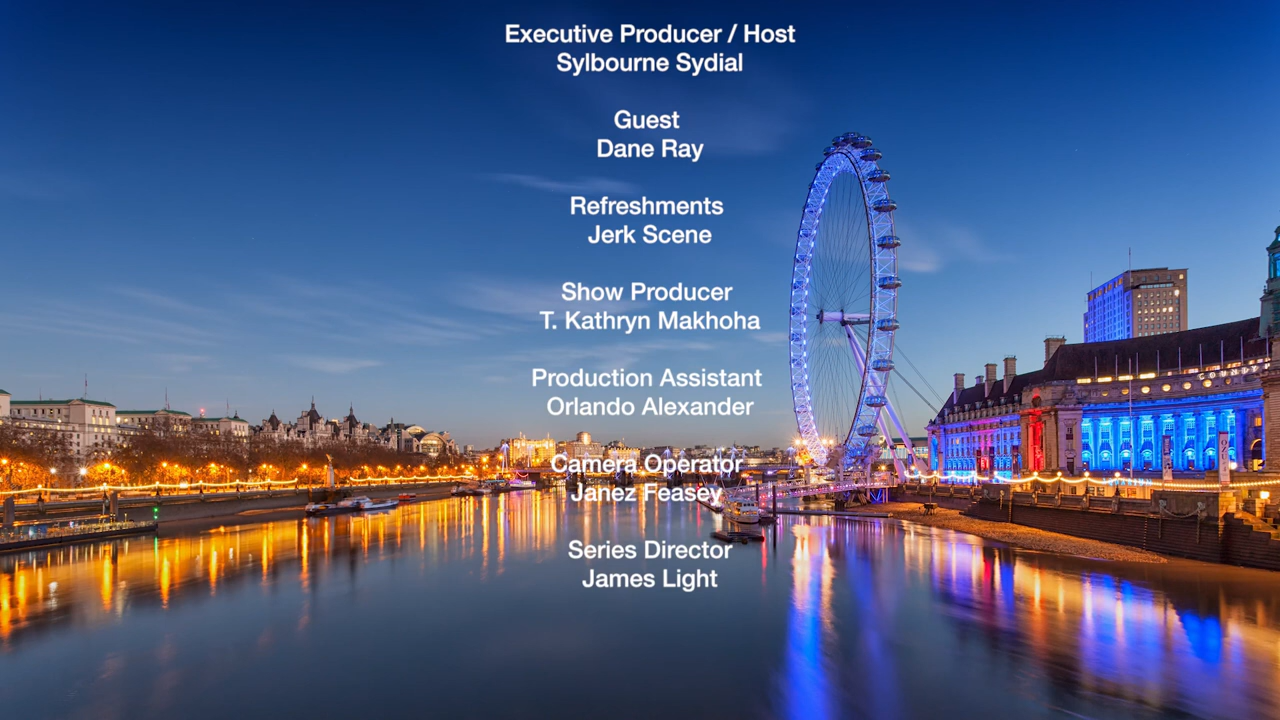 Executive Producer / Host
Sylbourne Sydial
Guest
Dane Ray
Refreshments
Jerk Scene
Show Producer
T. Kathryn Makhoha
Production Assistant
Orlando Alexander
Camera Operator
Janez Feasey
Series Director
James Light
COUNTY